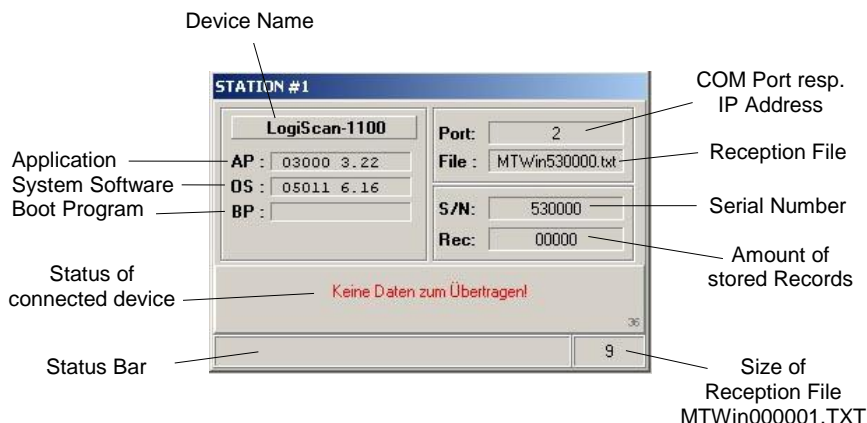 Device Name
STATION #1
LogiScan-1100
AP : 03000 3.22
OS : 05011 6.16
BP :
Port: 2
File : MTWin530000.txt
S/N: 530000
Rec: 00000
Keine Daten zum Übertragen!
36
9
Application
System Software
Boot Program
Status of
connected device
Status Bar
COM Port resp.
IP Address
Reception File
Serial Number
Amount of
stored Records
Size of
Reception File
MTWin000001.TXT